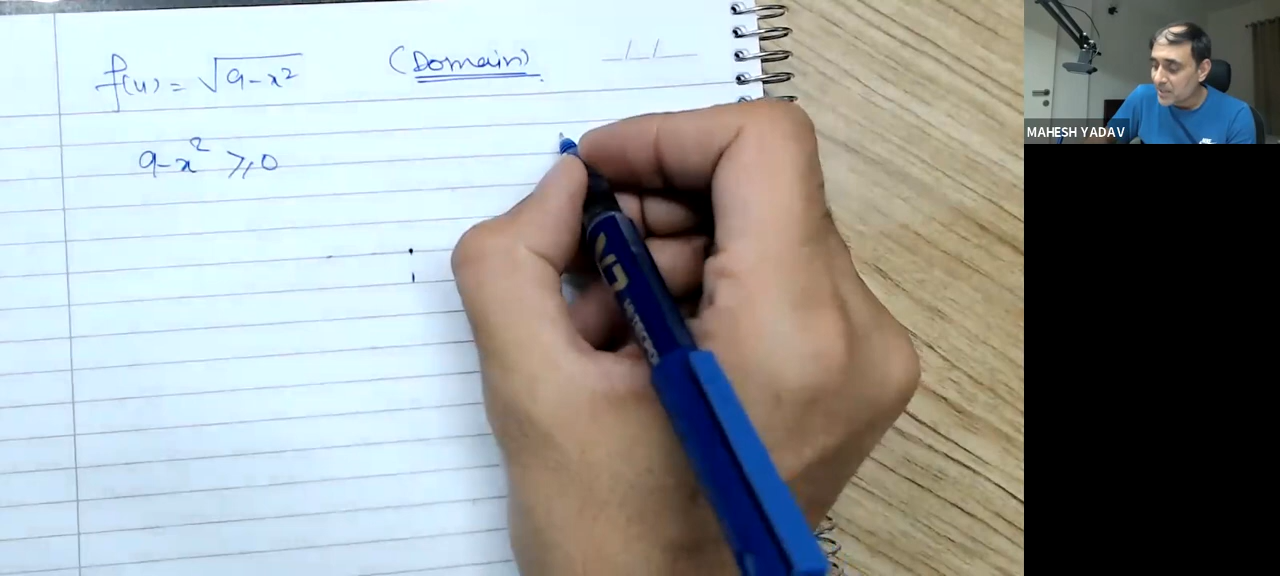 f(x) = √9-x² (Domain) _/_/_
9-x² ≥ 0
MAHESH YADAV